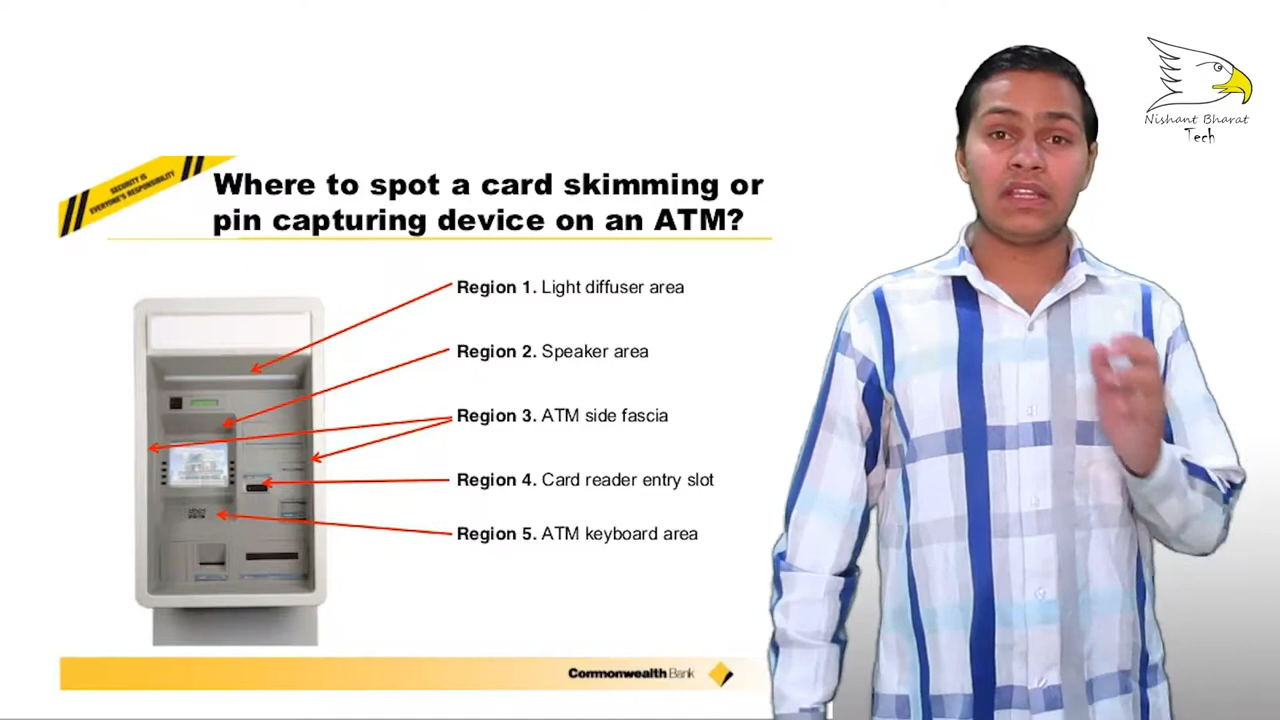 SECURITY IS
EVERYONE'S RESPONSIBILITY
Where to spot a card skimming or
pin capturing device on an ATM?
Region 1. Light diffuser area
Region 2. Speaker area
Region 3. ATM side fascia
Region 4. Card reader entry slot
Region 5. ATM keyboard area
CommonwealthBank
Nishant Bharat
Tech